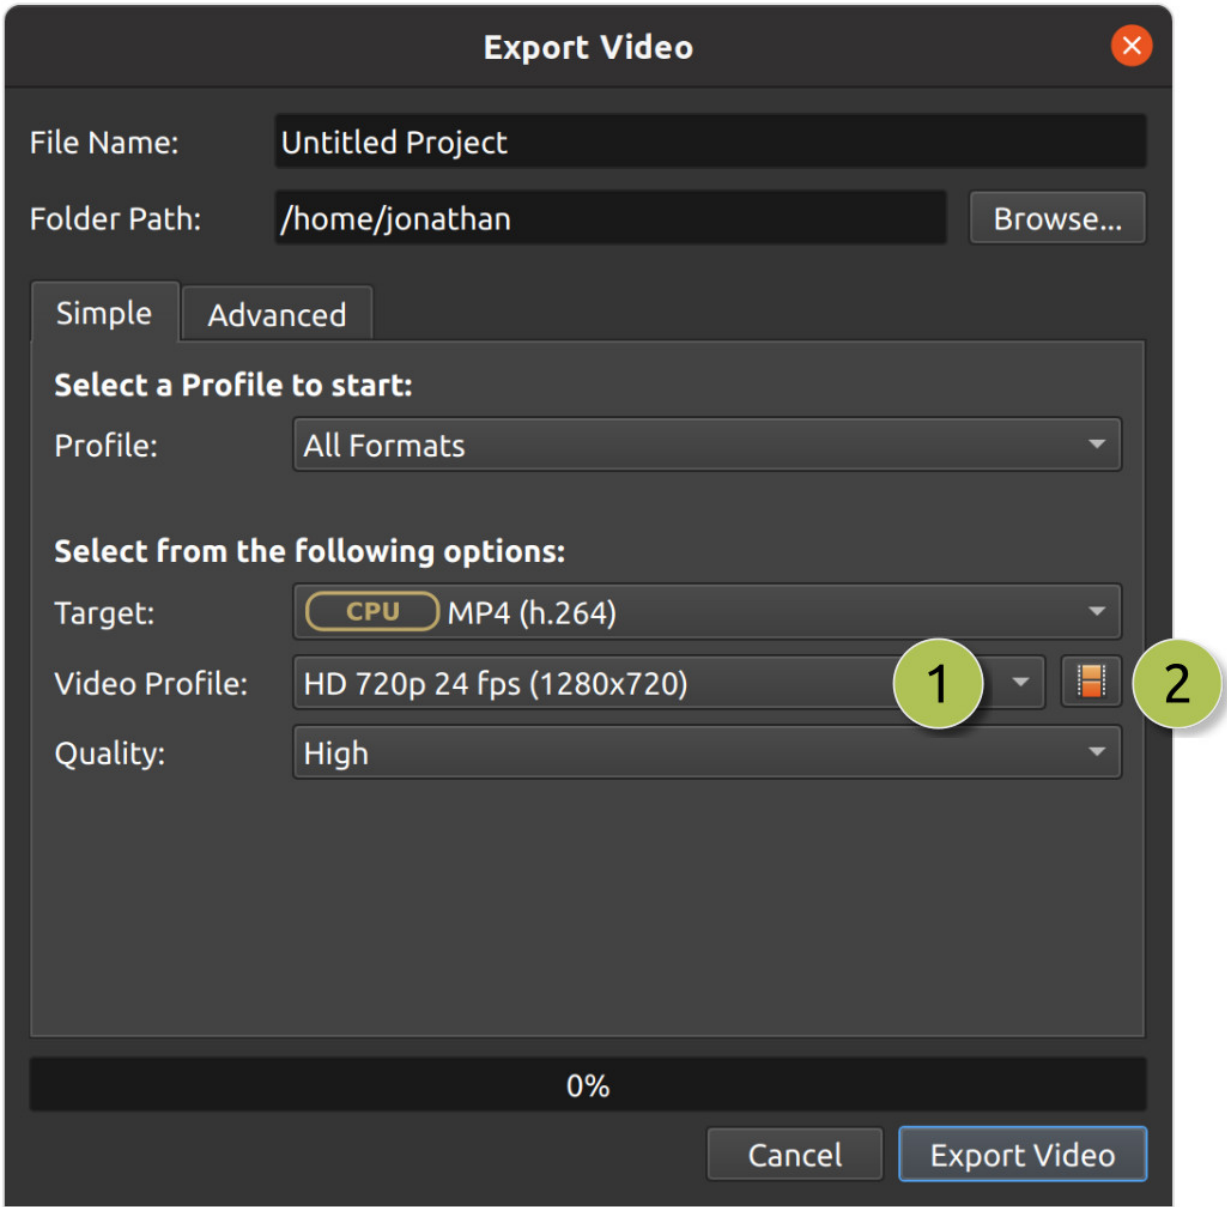 Export Video
File Name: Untitled Project
Folder Path: /home/jonathan Browse...
Simple Advanced
Select a Profile to start:
Profile: All Formats
Select from the following options:
Target: CPU MP4 (h.264)
Video Profile: HD 720p 24 fps (1280x720) 1 2
Quality: High
0%
Cancel Export Video